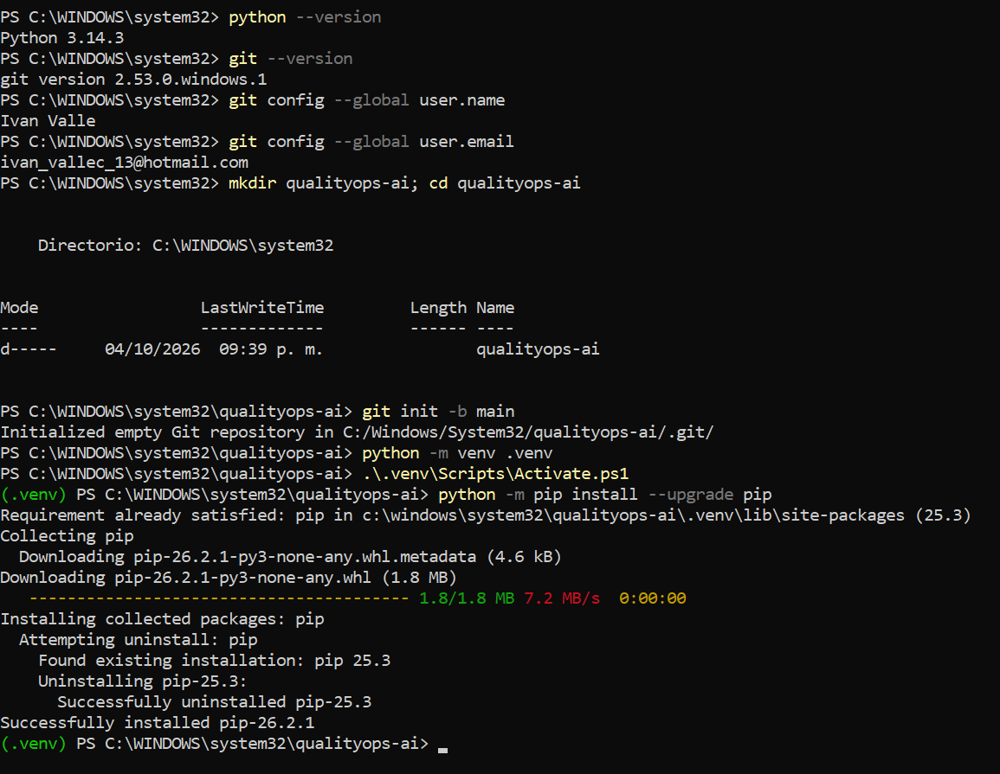 PS C:\WINDOWS\system32> python --version
Python 3.14.3
PS C:\WINDOWS\system32> git --version
git version 2.53.0.windows.1
PS C:\WINDOWS\system32> git config --global user.name
Ivan Valle
PS C:\WINDOWS\system32> git config --global user.email
ivan_vallec_13@hotmail.com
PS C:\WINDOWS\system32> mkdir qualityops-ai; cd qualityops-ai
    Directorio: C:\WINDOWS\system32
Mode                 LastWriteTime         Length Name
----                 -------------         ------ ----
d-----     04/10/2026  09:39 p. m.                qualityops-ai
PS C:\WINDOWS\system32\qualityops-ai> git init -b main
Initialized empty Git repository in C:/Windows/System32/qualityops-ai/.git/
PS C:\WINDOWS\system32\qualityops-ai> python -m venv .venv
PS C:\WINDOWS\system32\qualityops-ai> .\.venv\Scripts\Activate.ps1
(.venv) PS C:\WINDOWS\system32\qualityops-ai> python -m pip install --upgrade pip
Requirement already satisfied: pip in c:\windows\system32\qualityops-ai\.venv\lib\site-packages (25.3)
Collecting pip
  Downloading pip-26.2.1-py3-none-any.whl.metadata (4.6 kB)
Downloading pip-26.2.1-py3-none-any.whl (1.8 MB)
   ---------------------------------------- 1.8/1.8 MB 7.2 MB/s  0:00:00
Installing collected packages: pip
  Attempting uninstall: pip
    Found existing installation: pip 25.3
    Uninstalling pip-25.3:
      Successfully uninstalled pip-25.3
Successfully installed pip-26.2.1
(.venv) PS C:\WINDOWS\system32\qualityops-ai> _